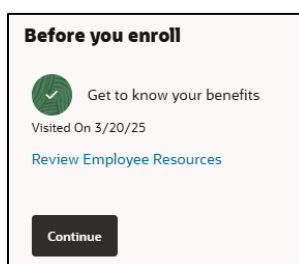 Before you enroll
Get to know your benefits
Visited On 3/20/25
Review Employee Resources
Continue